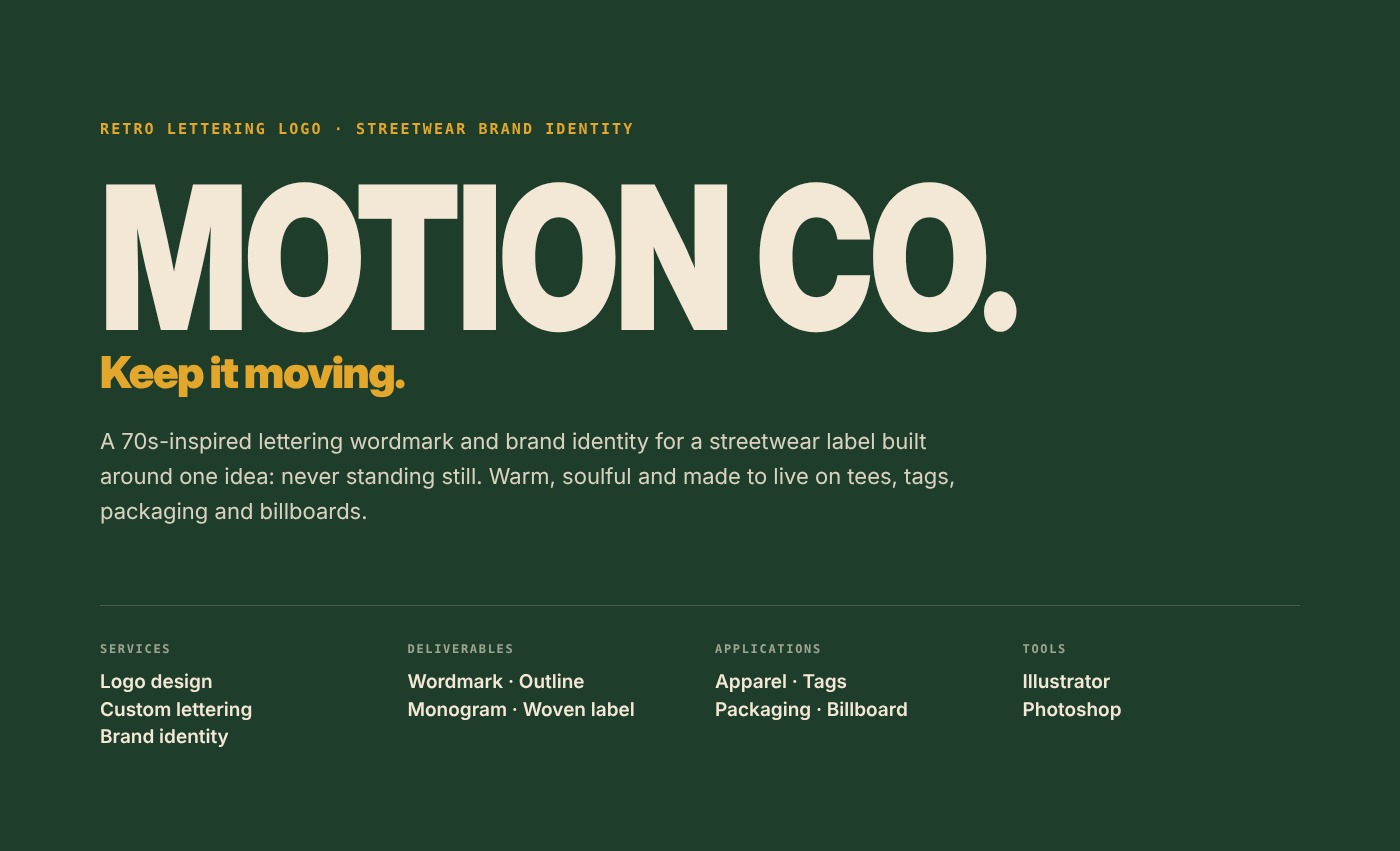 RETRO LETTERING LOGO · STREETWEAR BRAND IDENTITY
MOTION CO.
Keep it moving.
A 70s-inspired lettering wordmark and brand identity for a streetwear label built
around one idea: never standing still. Warm, soulful and made to live on tees, tags,
packaging and billboards.
SERVICES
Logo design
Custom lettering
Brand identity
DELIVERABLES
Wordmark · Outline
Monogram · Woven label
APPLICATIONS
Apparel · Tags
Packaging · Billboard
TOOLS
Illustrator
Photoshop